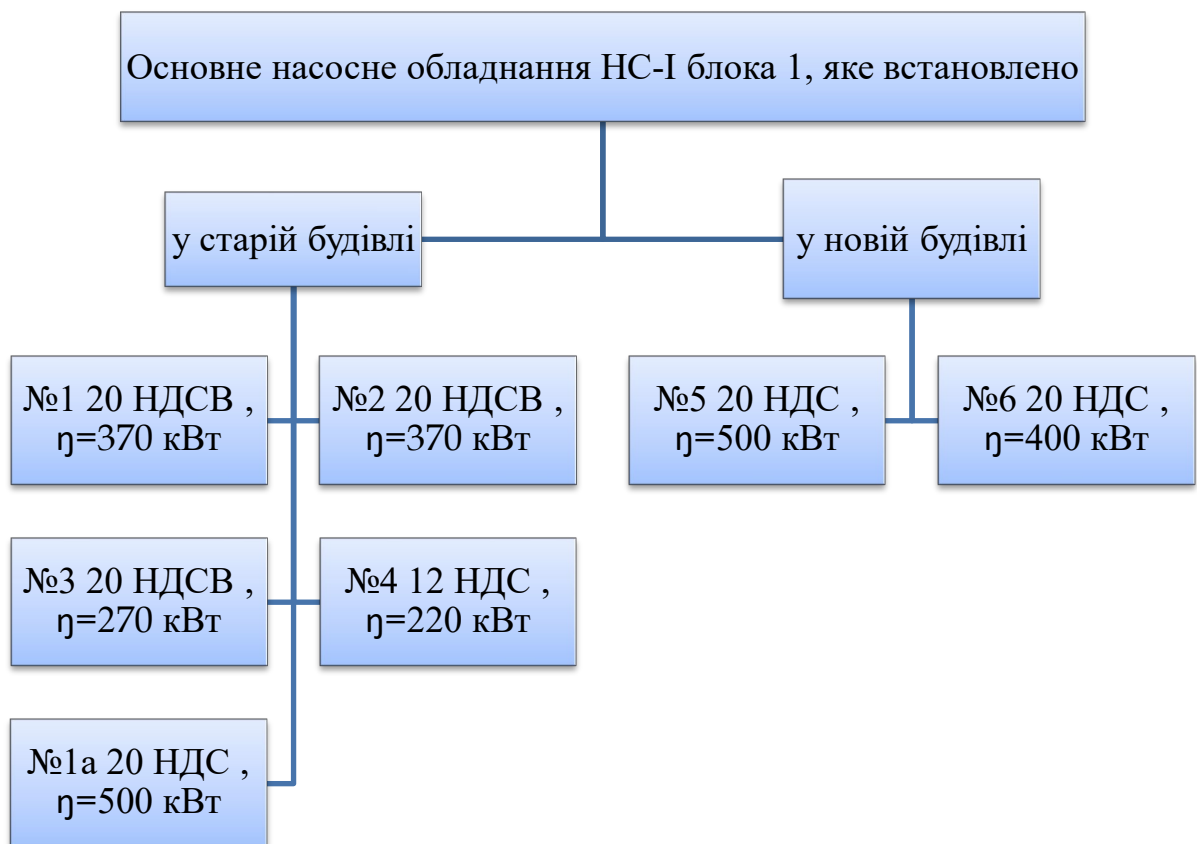 Основне насосне обладнання НС-І блока 1, яке встановлено
у старій будівлі
у новій будівлі
№1 20 НДСВ ,
ŋ=370 кВт
№2 20 НДСВ ,
ŋ=370 кВт
№5 20 НДС ,
ŋ=500 кВт
№6 20 НДС ,
ŋ=400 кВт
№3 20 НДСВ ,
ŋ=270 кВт
№4 12 НДС ,
ŋ=220 кВт
№1а 20 НДС ,
ŋ=500 кВт